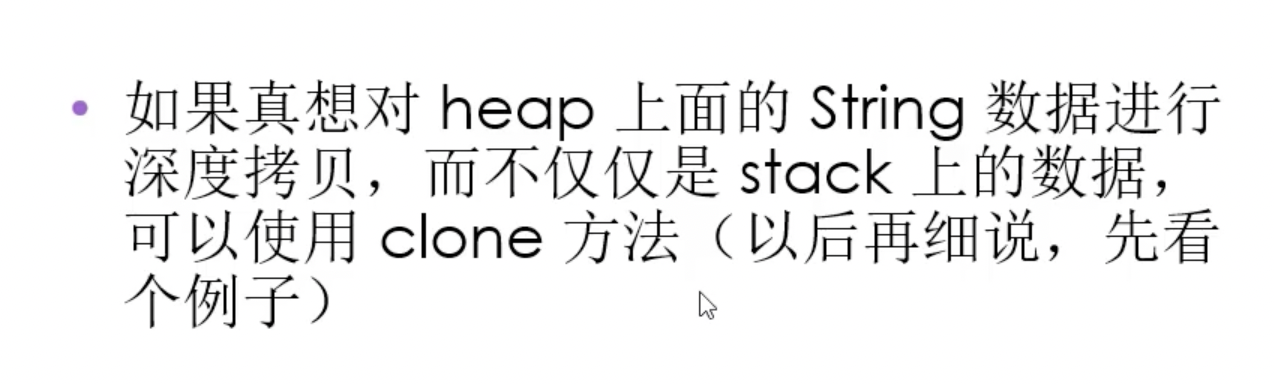 • 如果真想对 heap 上面的 String 数据进行
深度拷贝，而不仅仅是 stack 上的数据，
可以使用 clone 方法（以后再细说，先看
个例子）